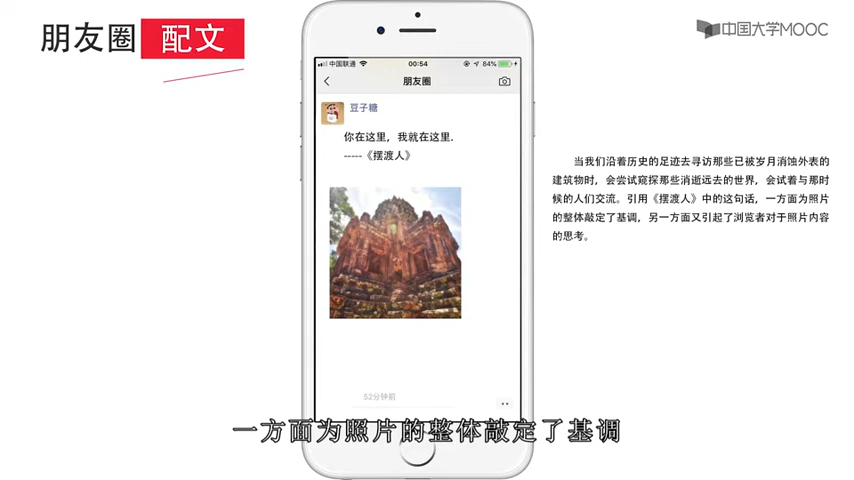 朋友圈 配文
中国大学MOOC
中国联通 00:54 84%
朋友圈
豆子糖
你在这里，我就在这里.
-----《摆渡人》
52分钟前
当我们沿着历史的足迹去寻访那些已被岁月消蚀外表的
建筑物时，会尝试窥探那些消逝远去的世界，会试着与那时
候的人们交流。引用《摆渡人》中的这句话，一方面为照片
的整体敲定了基调，另一方面又引起了浏览者对于照片内容
的思考。
一方面为照片的整体敲定了基调